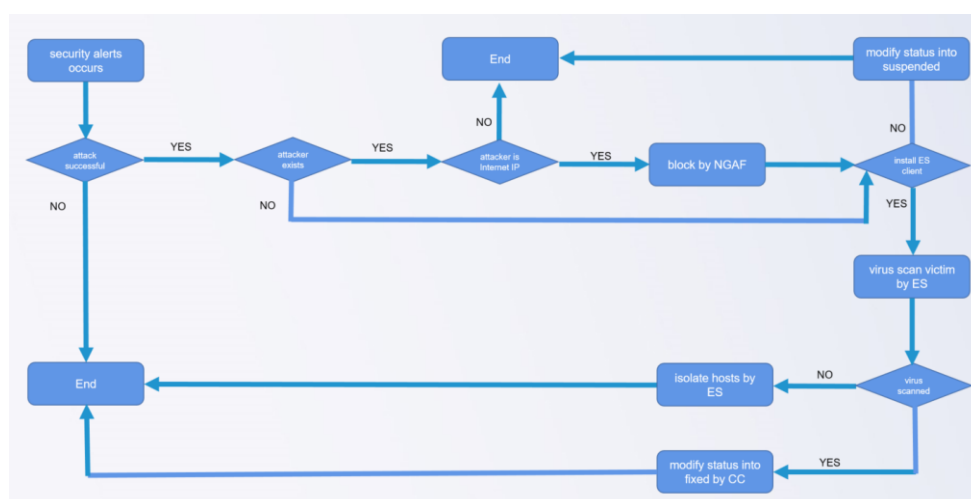 security alerts
occurs
End
modify status into
suspended
NO
NO
attack
successful
YES
attacker
exists
YES
attacker is
Internet IP
YES
block by NGAF
install ES
client
NO
NO
YES
virus scan victim
by ES
End
isolate hosts by
ES
NO
virus
scanned
modify status into
fixed by CC
YES